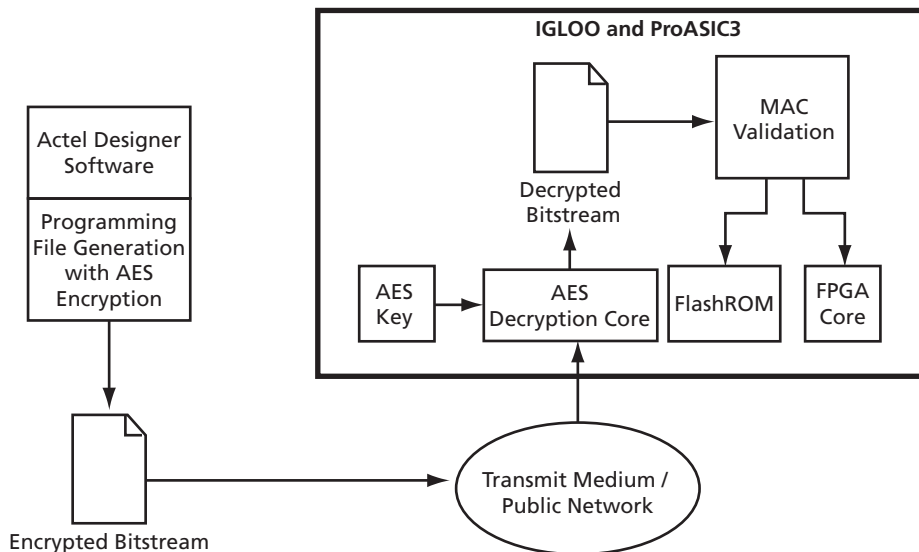 IGLOO and ProASIC3
Actel Designer
Software
Programming
File Generation
with AES
Encryption
Encrypted Bitstream
Transmit Medium /
Public Network
AES
Key
AES
Decryption Core
Decrypted
Bitstream
MAC
Validation
FlashROM
FPGA
Core